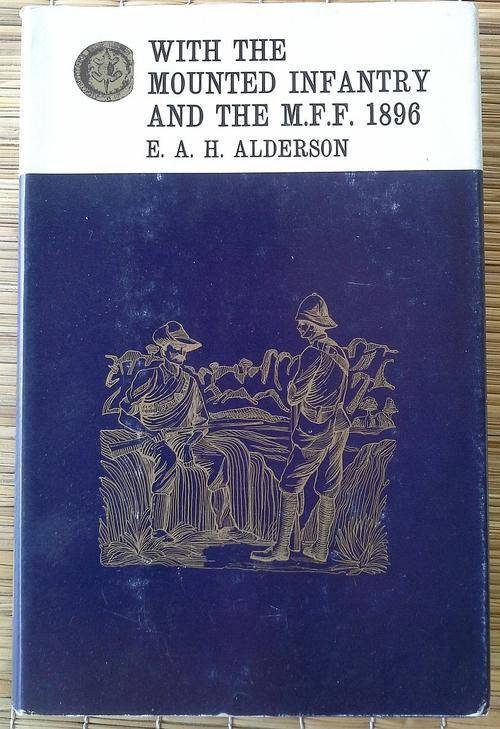 WITH THE
MOUNTED INFANTRY
AND THE M.F.F. 1896
E. A. H. ALDERSON